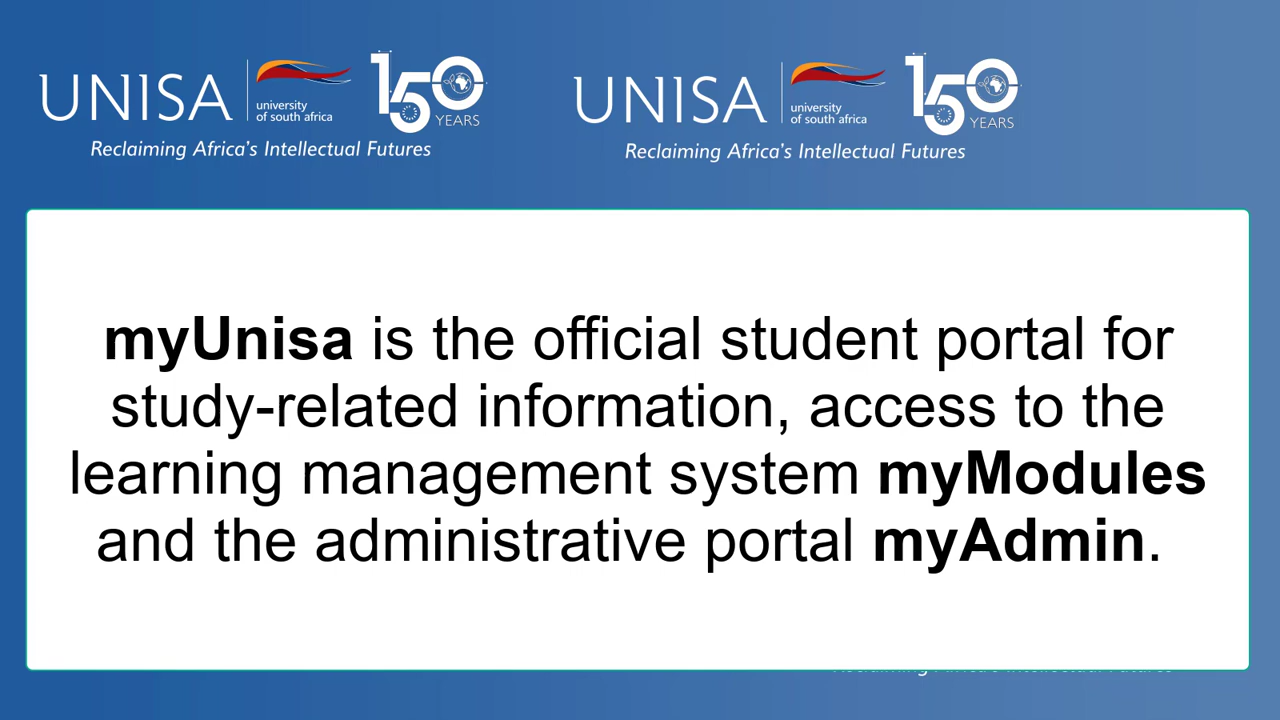 UNISA university of south africa 150 YEARS
Reclaiming Africa's Intellectual Futures
UNISA university of south africa 150 YEARS
Reclaiming Africa's Intellectual Futures
myUnisa is the official student portal for
study-related information, access to the
learning management system myModules
and the administrative portal myAdmin.